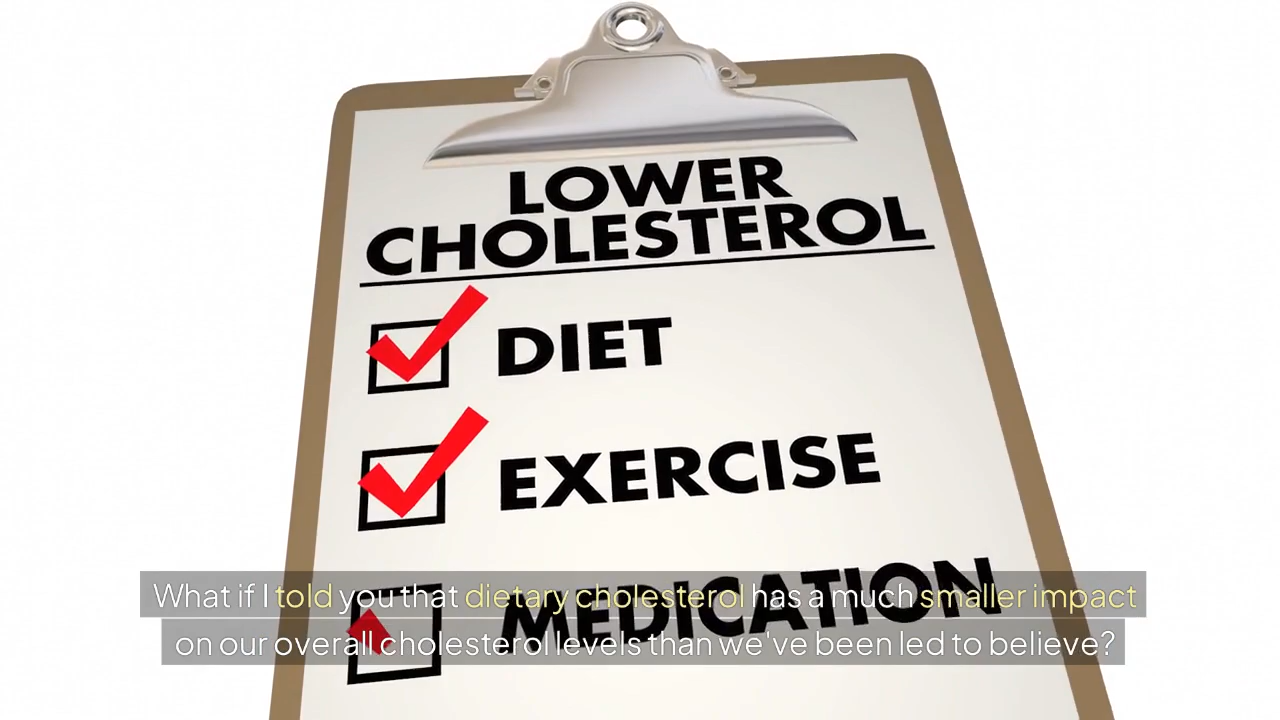 LOWER
CHOLESTEROL
DIET
EXERCISE
MEDICATION
What if I told you that dietary cholesterol has a much smaller impact
on our overall cholesterol levels than we've been led to believe?